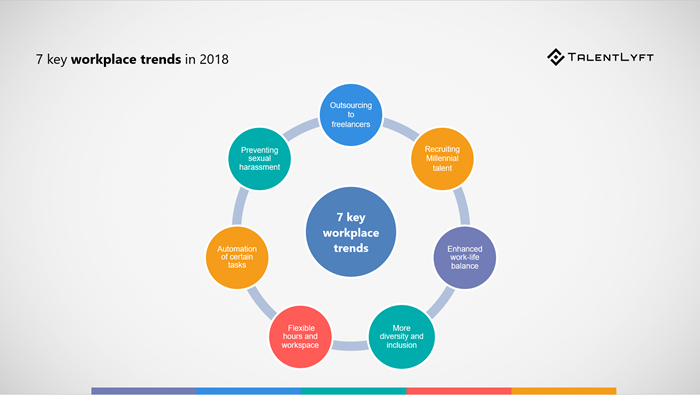 7 key workplace trends in 2018
TALENTLYFT
Outsourcing
to
freelancers
Recruiting
Millennial
talent
Enhanced
work-life
balance
More
diversity and
inclusion
Flexible
hours and
workspace
Automation
of certain
tasks
Preventing
sexual
harassment
7 key
workplace
trends